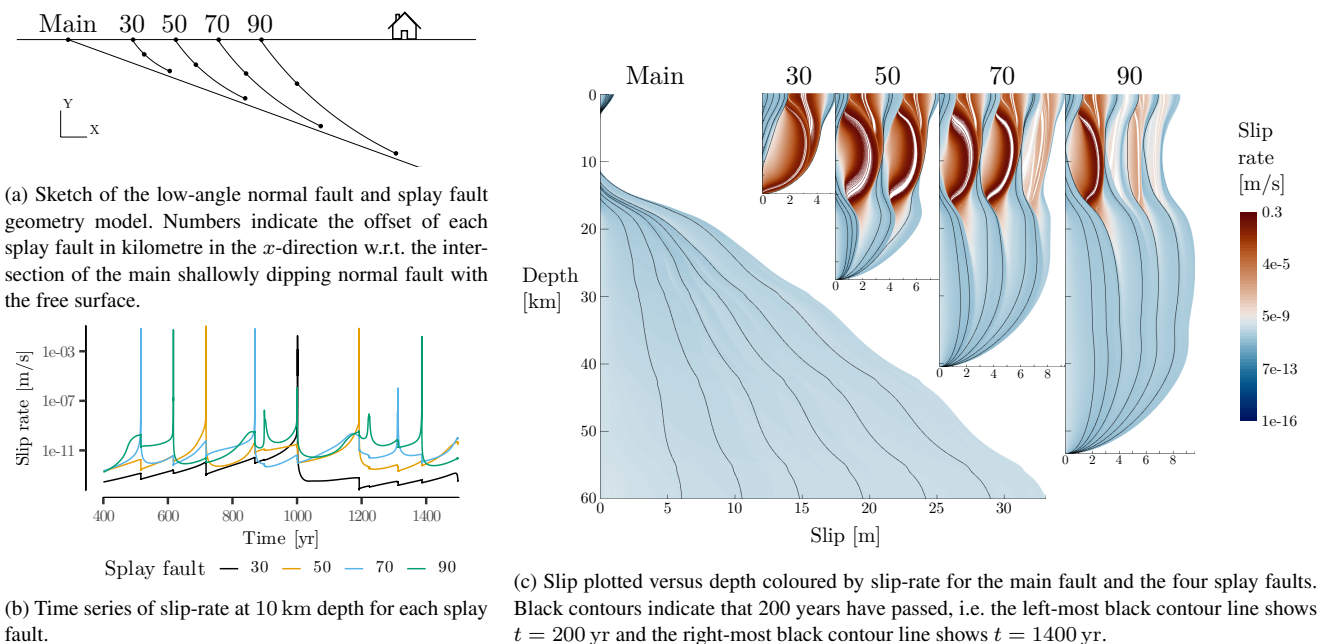 Main 30 50 70 90
Y
X
(a) Sketch of the low-angle normal fault and splay fault
geometry model. Numbers indicate the offset of each
splay fault in kilometre in the x-direction w.r.t. the inter-
section of the main shallowly dipping normal fault with
the free surface.
Slip rate [m/s]
1e-03
1e-07
1e-11
400 600 800 1000 1200 1400
Time [yr]
Splay fault 30 50 70 90
(b) Time series of slip-rate at 10 km depth for each splay
fault.
Main 30 50 70 90
Depth
[km]
0
10
20
30
40
50
60
0 5 10 15 20 25 30
Slip [m]
0 2 4
0 2 4 6
0 2 4 6 8
0 2 4 6 8
Slip
rate
[m/s]
0.3
4e-5
5e-9
7e-13
1e-16
(c) Slip plotted versus depth coloured by slip-rate for the main fault and the four splay faults.
Black contours indicate that 200 years have passed, i.e. the left-most black contour line shows
t = 200 yr and the right-most black contour line shows t = 1400 yr.